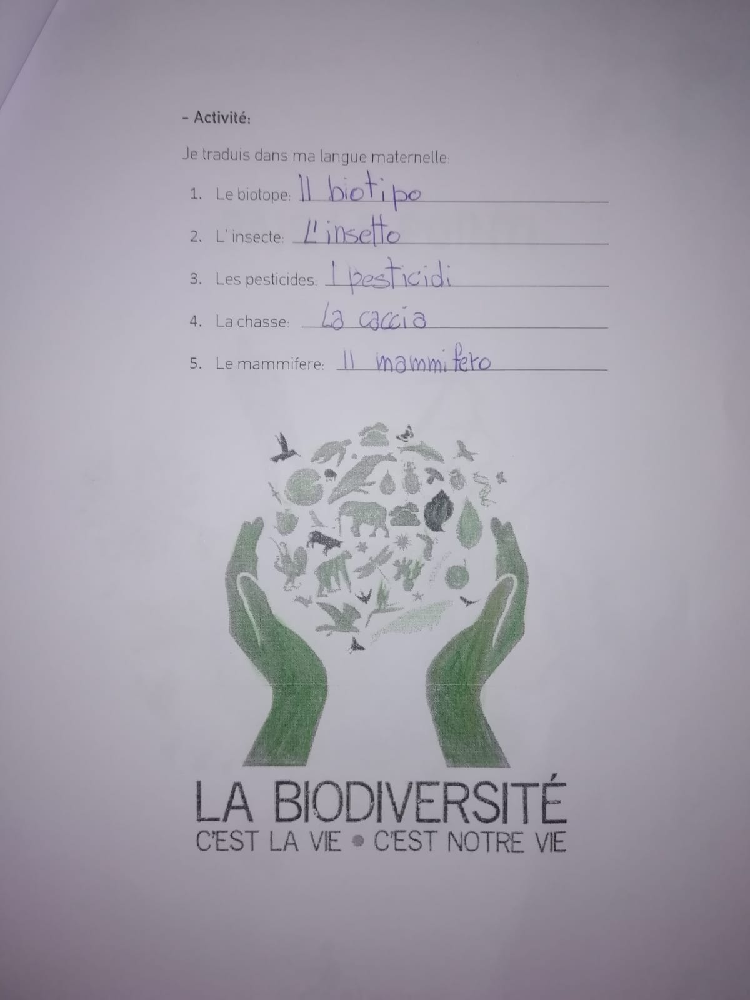 - Activité:
Je traduis dans ma langue maternelle:
1. Le biotope: Il biotipo
2. L'insecte: L'insetto
3. Les pesticides: I pesticidi
4. La chasse: La caccia
5. Le mammifere: Il mammifero
LA BIODIVERSITÉ
C'EST LA VIE • C'EST NOTRE VIE